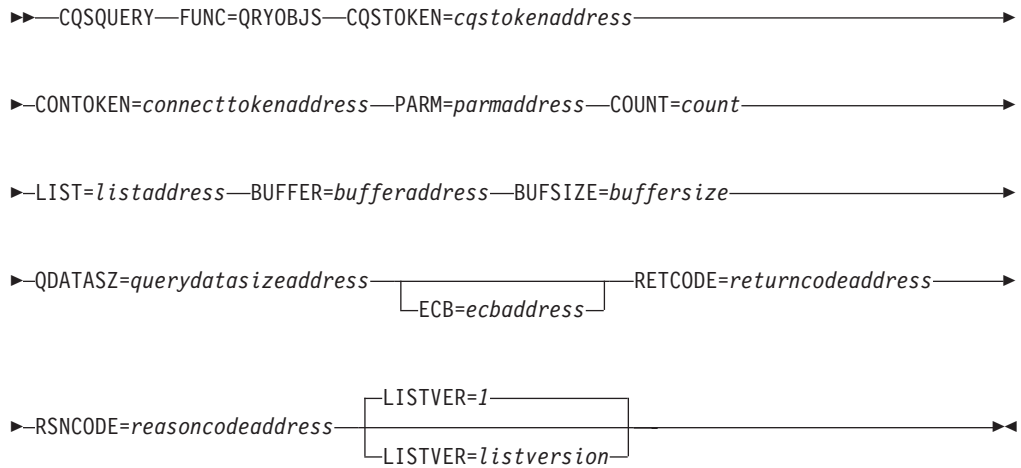 CQSQUERY FUNC=QRYOBJS CQSTOKEN=cqstokenaddress
CONTOKEN=connecttokenaddress PARM=parmaddress COUNT=count
LIST=listaddress BUFFER=bufferaddress BUFSIZE=buffersize
QDATASZ=querydatasizeaddress RETCODE=returncodeaddress
ECB=ecbaddress
LISTVER=1
RSNCODE=reasoncodeaddress
LISTVER=listversion